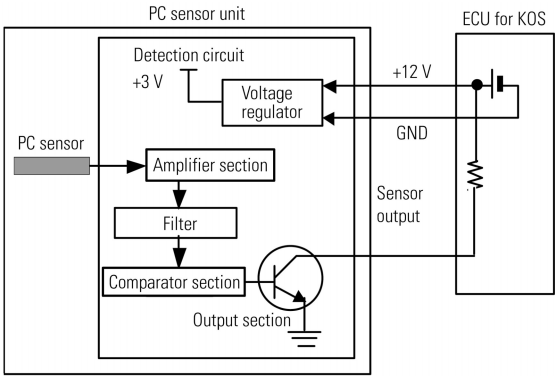 PC sensor unit
ECU for KOS
Detection circuit
+3 V
Voltage
regulator
+12 V
GND
PC sensor
Amplifier section
Sensor
output
Filter
Comparator section
Output section